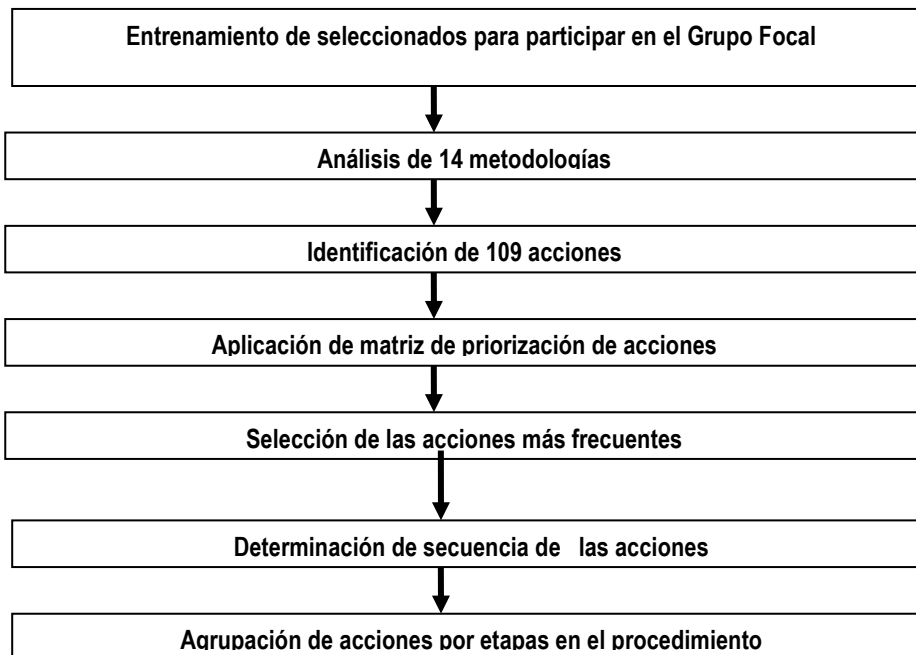 Entrenamiento de seleccionados para participar en el Grupo Focal
Análisis de 14 metodologías
Identificación de 109 acciones
Aplicación de matriz de priorización de acciones
Selección de las acciones más frecuentes
Determinación de secuencia de las acciones
Agrupación de acciones por etapas en el procedimiento